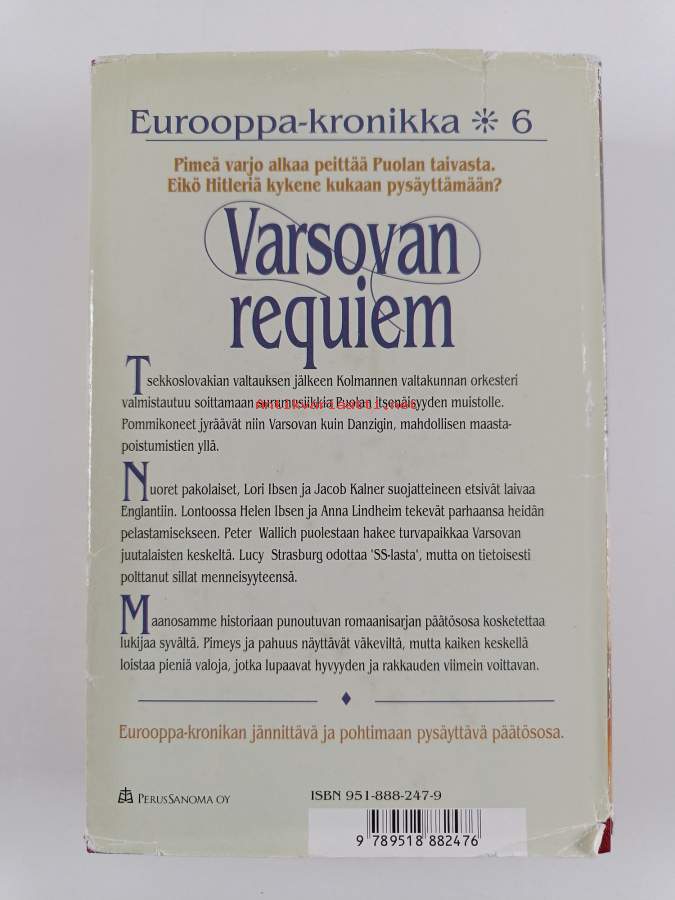 Eurooppa-kronikka ☼ 6
Pimeä varjo alkaa peittää Puolan taivasta.
Eikö Hitleriä kykene kukaan pysäyttämään?
Varsovan
requiem
Tsekkoslovakian valtauksen jälkeen Kolmannen valtakunnan orkesteri
valmistautuu soittamaan surumusiikkia Puolan itsenäisyyden muistolle.
antikvariaatti.net
Pommikoneet jyräävät niin Varsovan kuin Danzigin, mahdollisen maasta-
poistumistien yllä.
Nuoret pakolaiset, Lori Ibsen ja Jacob Kalner suojatteineen etsivät laivaa
Englantiin. Lontoossa Helen Ibsen ja Anna Lindheim tekevät parhaansa heidän
pelastamisekseen. Peter Wallich puolestaan hakee turvapaikkaa Varsovan
juutalaisten keskeltä. Lucy Strasburg odottaa 'SS-lasta', mutta on tietoisesti
polttanut sillat menneisyyteensä.
Maanosamme historiaan punoutuvan romaanisarjan päätösosa koskettaa
lukijaa syvältä. Pimeys ja pahuus näyttävät väkeviltä, mutta kaiken keskellä
loistaa pieniä valoja, jotka lupaavat hyvyyden ja rakkauden viimein voittavan.
Eurooppa-kronikan jännittävä ja pohtimaan pysäyttävä päätösosa.
PERUSSANOMA OY
ISBN 951-888-247-9
9 789518 882476